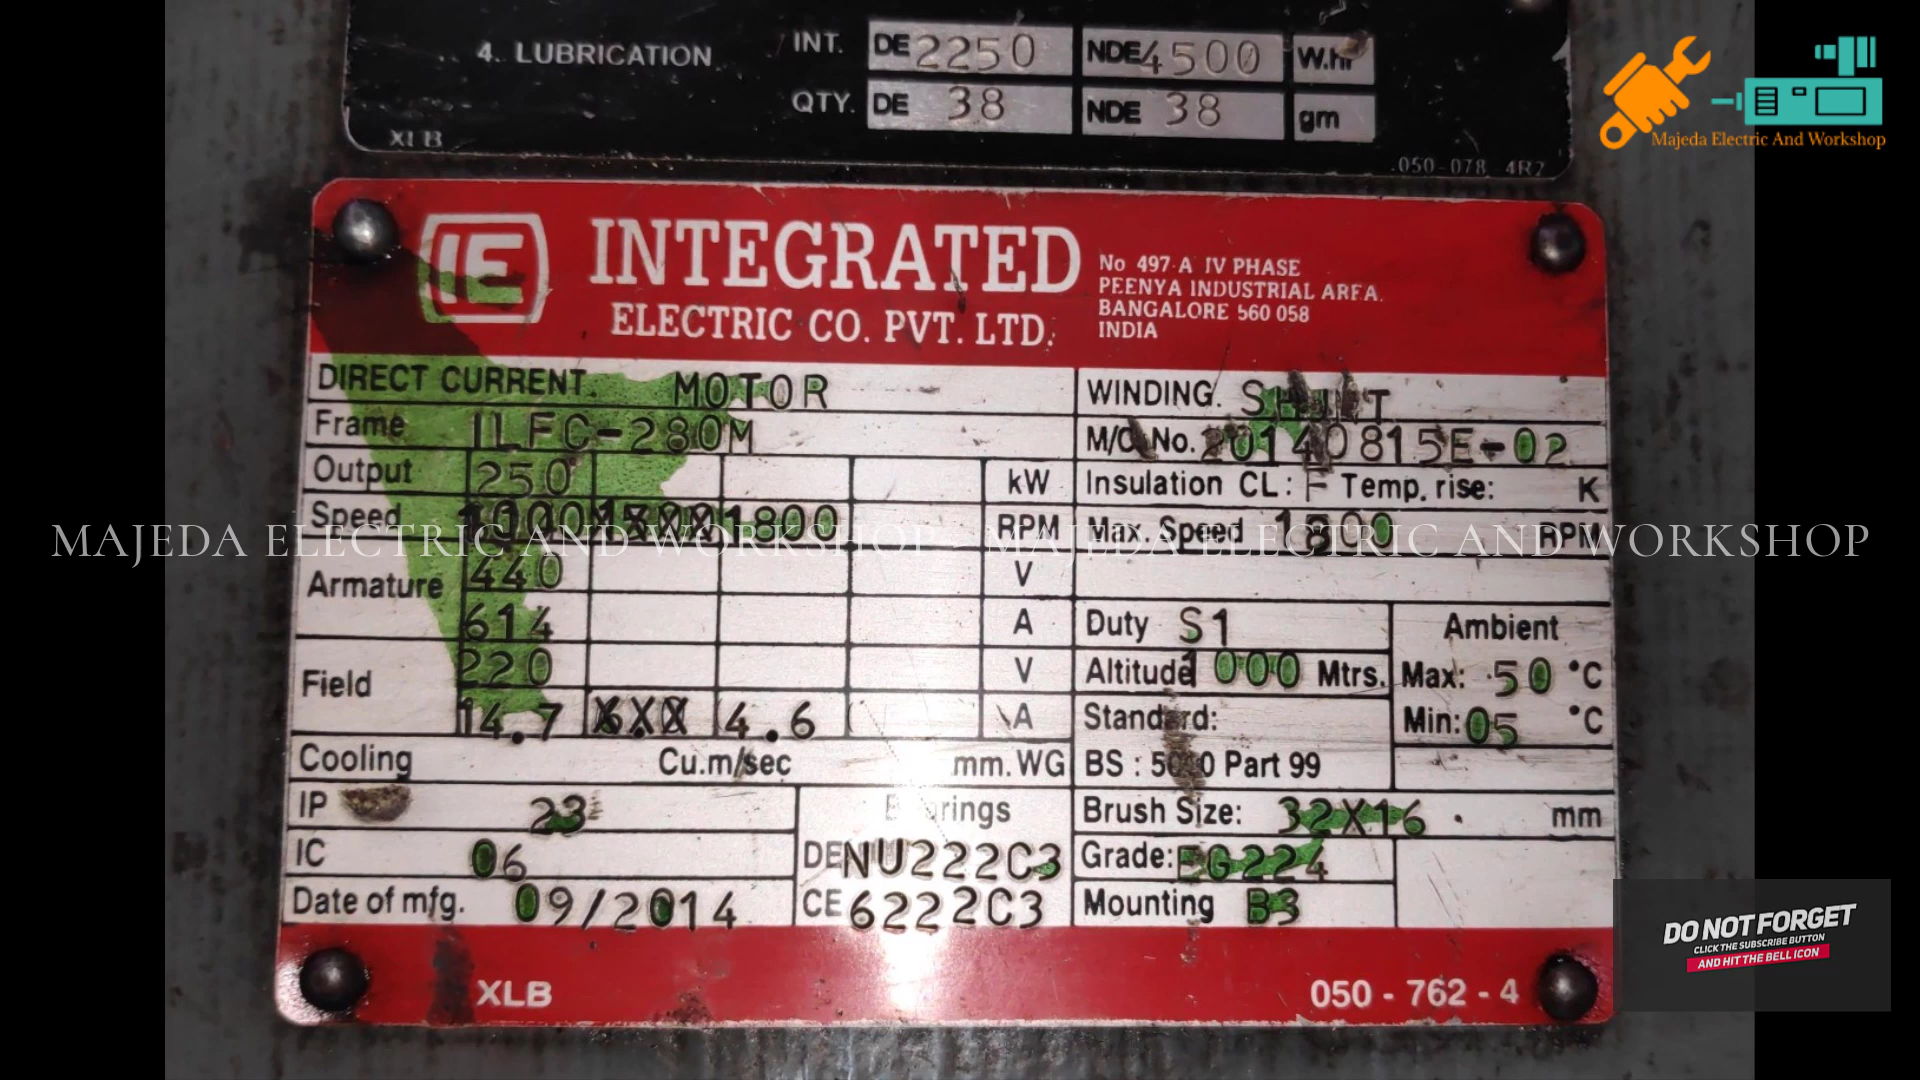 4. LUBRICATION INT. DE 2250 NDE 4500 W.hr
QTY. DE 38 NDE 38 gm
XLB
050-078 4R2
Majeda Electric And Workshop
IE
INTEGRATED
ELECTRIC CO. PVT. LTD.
No 497-A IV PHASE
PEENYA INDUSTRIAL AREA.
BANGALORE 560 058
INDIA
DIRECT CURRENT. MOTOR
WINDING.
Frame ILFC-280M
M/C No. 20140815E-02
Output 250 kW
Insulation CL: F Temp. rise: K
Speed 1000 1800 RPM
Max. Speed 1800 RPM
MAJEDA ELECTRIC AND WORKSHOP - MAJEDA ELECTRIC AND WORKSHOP
Armature 440 V
614 A
Duty S1
Ambient
Field 220 V
Altitude 1000 Mtrs.
Max: 50 °C
14.7 4.6 A
Standard:
Min: 05 °C
Cooling Cu.m/sec mm. WG
BS : Part 99
IP 23
Brush Size: 32X16 mm
IC 06
DE NU222C3
Grade: EG224
Date of mfg. 09/2014
CE 6222C3
Mounting B3
XLB
050 - 762 - 4
DO NOT FORGET
CLICK THE SUBSCRIBE BUTTON
AND HIT THE BELL ICON